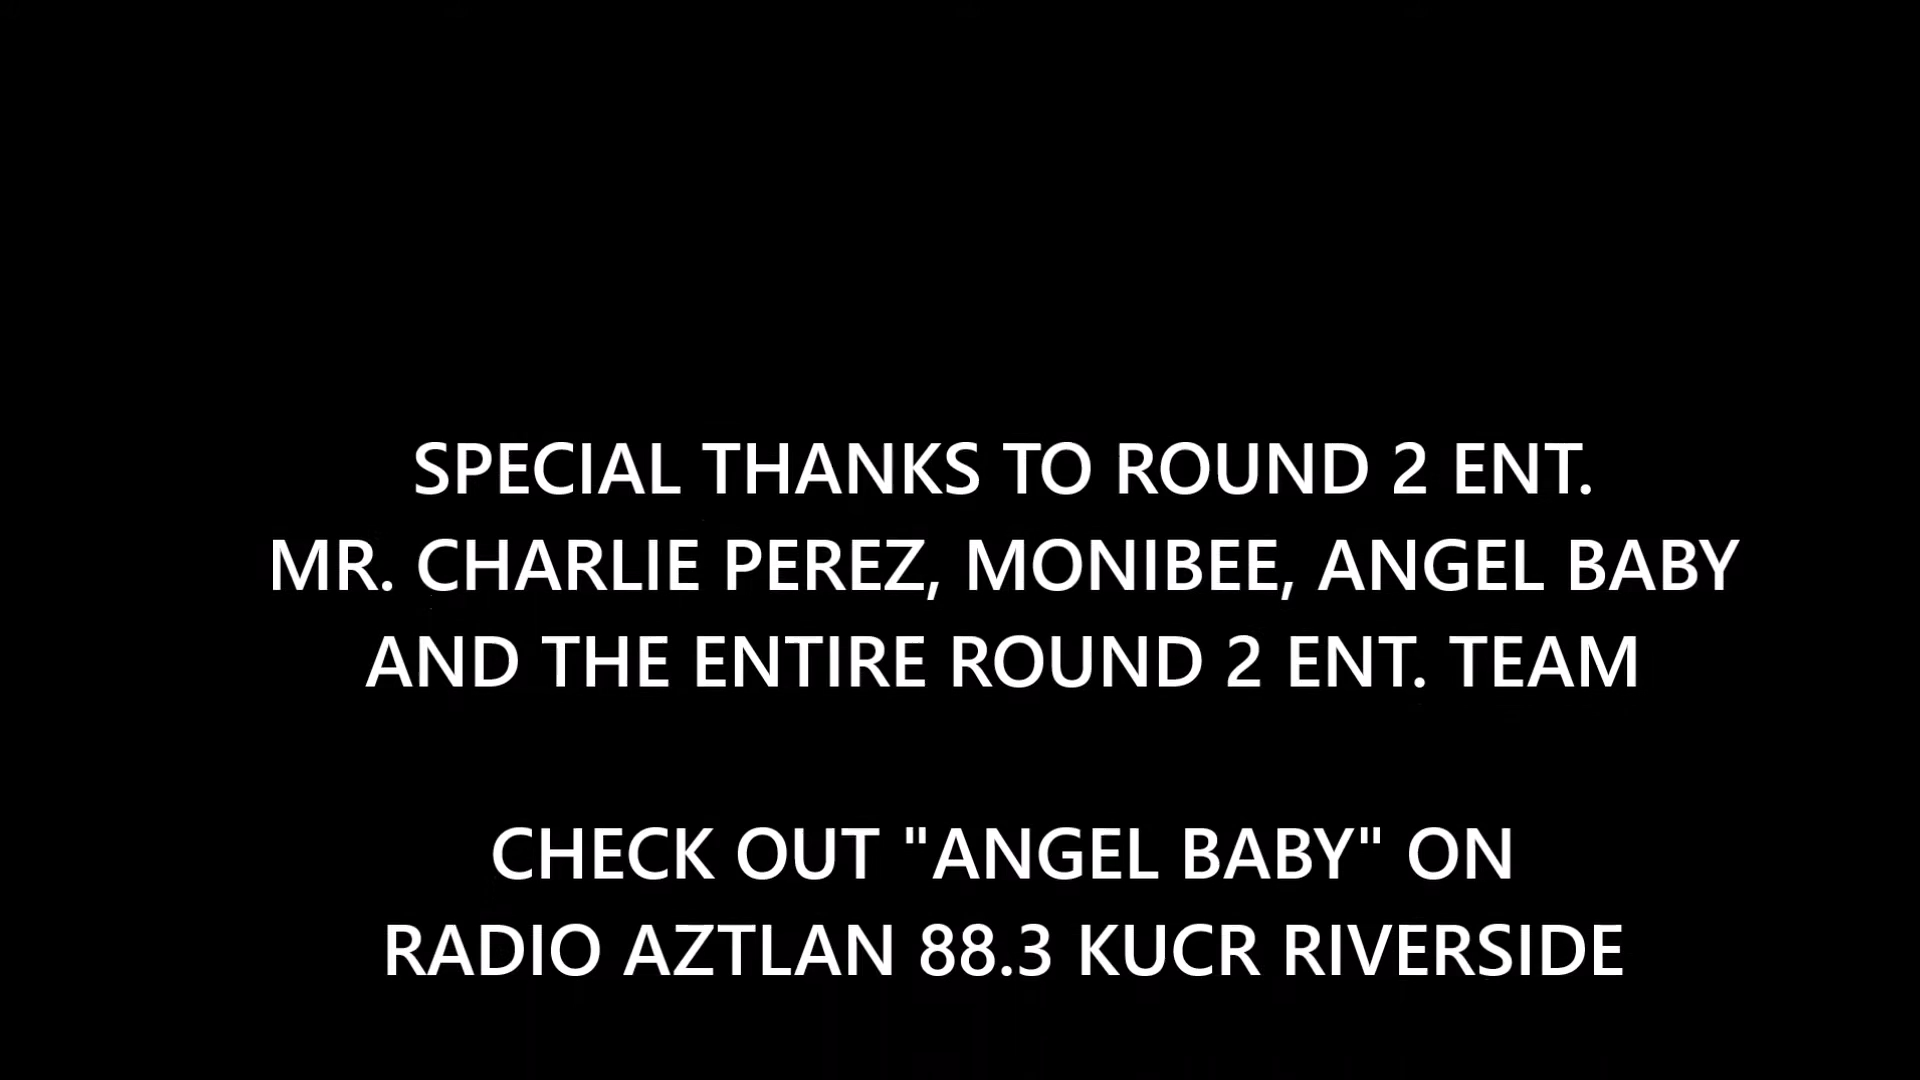 SPECIAL THANKS TO ROUND 2 ENT.
MR. CHARLIE PEREZ, MONIBEE, ANGEL BABY
AND THE ENTIRE ROUND 2 ENT. TEAM
CHECK OUT "ANGEL BABY" ON
RADIO AZTLAN 88.3 KUCR RIVERSIDE